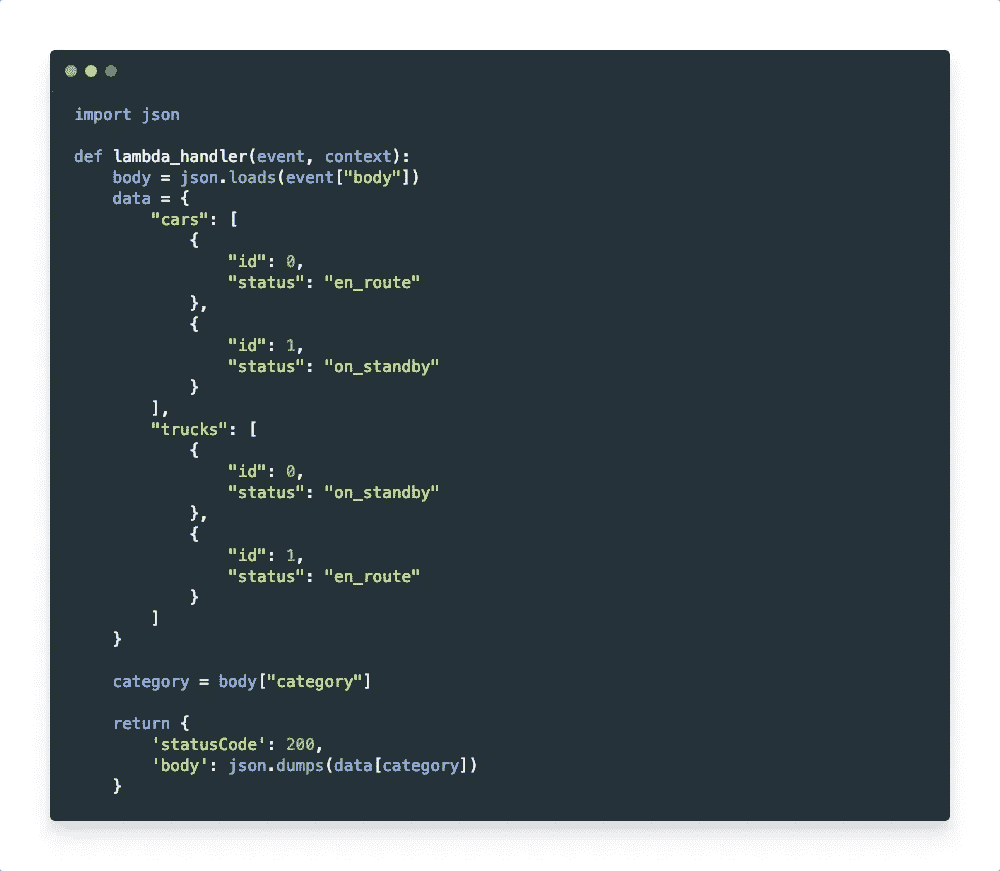 import json
def lambda_handler(event, context):
    body = json.loads(event["body"])
    data = {
        "cars": [
            {
                "id": 0,
                "status": "en_route"
            },
            {
                "id": 1,
                "status": "on_standby"
            }
        ],
        "trucks": [
            {
                "id": 0,
                "status": "on_standby"
            },
            {
                "id": 1,
                "status": "en_route"
            }
        ]
    }
    category = body["category"]
    return {
        'statusCode': 200,
        'body': json.dumps(data[category])
    }